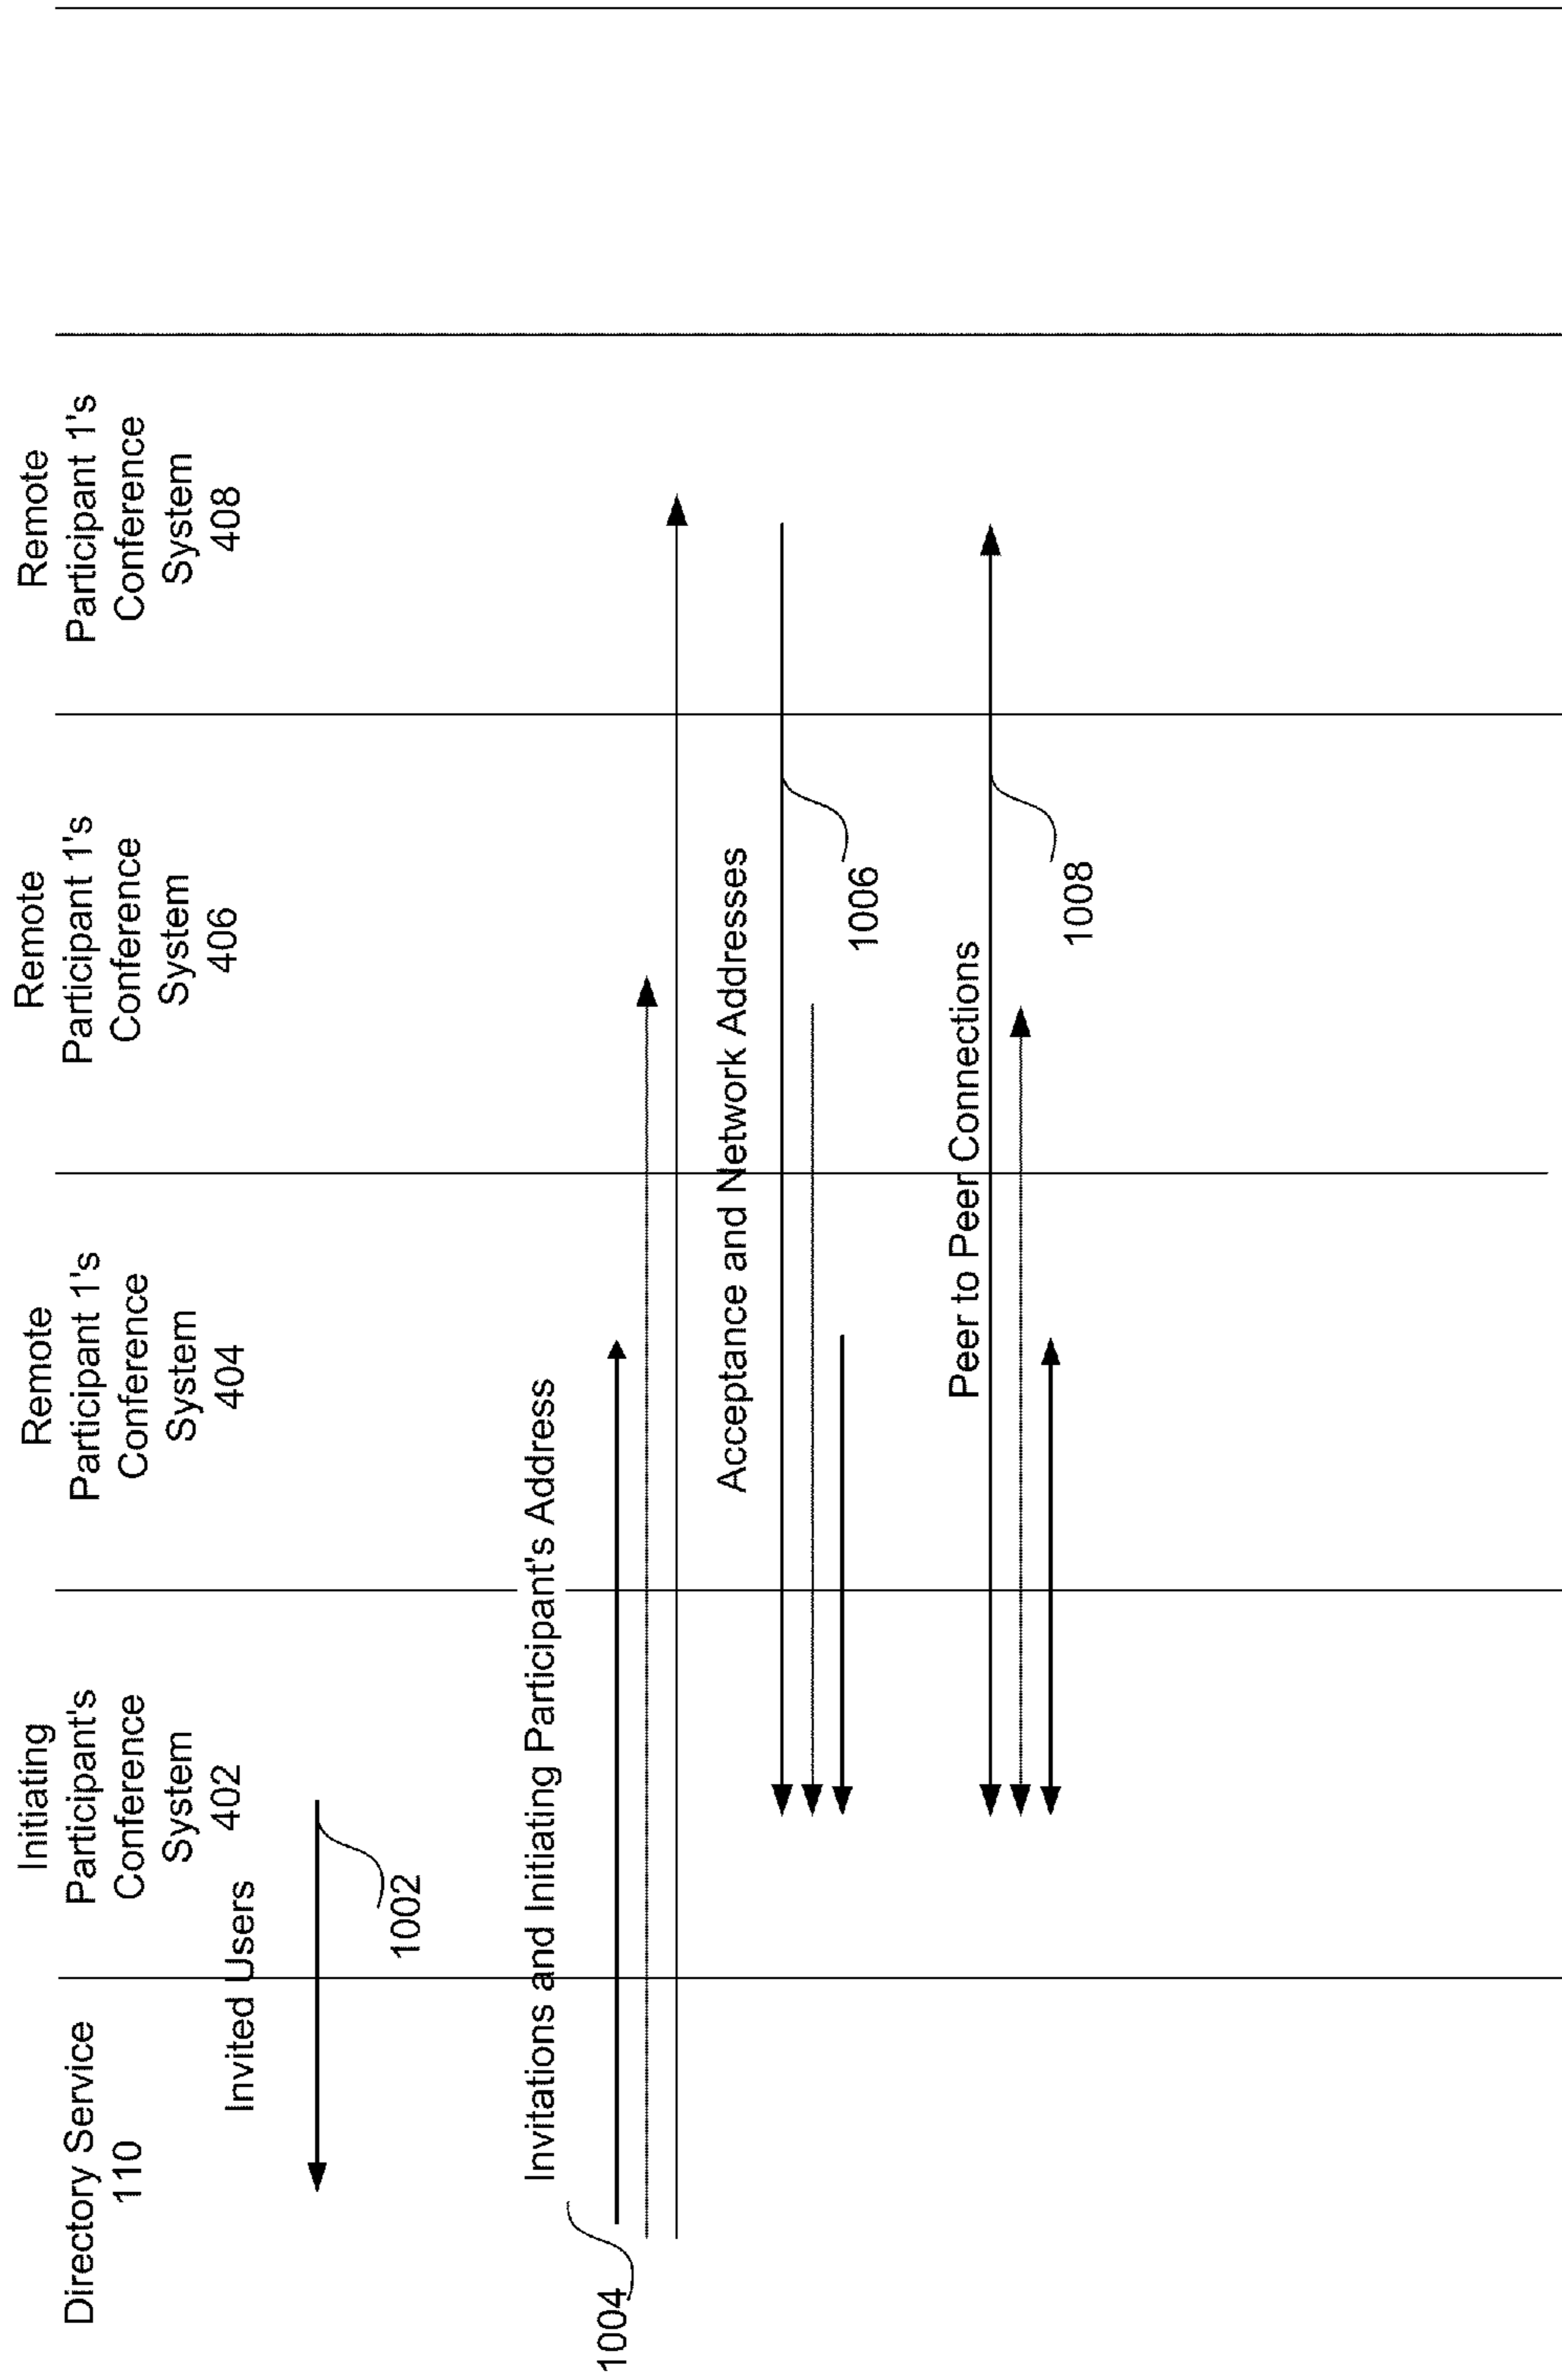 Directory Service
110
Initiating
Participant's
Conference
System
402
Remote
Participant 1's
Conference
System
404
Remote
Participant 1's
Conference
System
406
Remote
Participant 1's
Conference
System
408
Invited Users
1002
Invitations and Initiating Participant's Address
1004
Acceptance and Network Addresses
1006
Peer to Peer Connections
1008